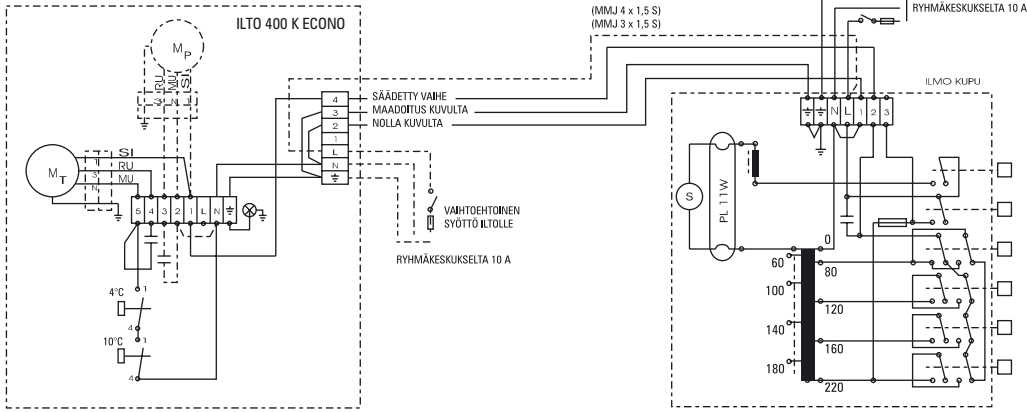 ILTO 400 K ECONO
(MMJ 4 x 1,5 S)
(MMJ 3 x 1,5 S)
RYHMÄKESKUKSELTA 10 A
ILMO KUPU
MP
RU
MU
SI
3 N 1
4 SÄÄDETTY VAIHE
3 MAADOITUS KUVULTA
2 NOLLA KUVULTA
1
L
N
N L 1 2 3
MT
SI
RU
MU
1
3
N
5 4 3 2 1 L N
VAIHTOEHTOINEN
SYÖTTÖ ILTOLLE
RYHMÄKESKUKSELTA 10 A
S
PL 11W
0
60
80
100
120
140
160
180
220
4°C
1
4
10°C
1
4